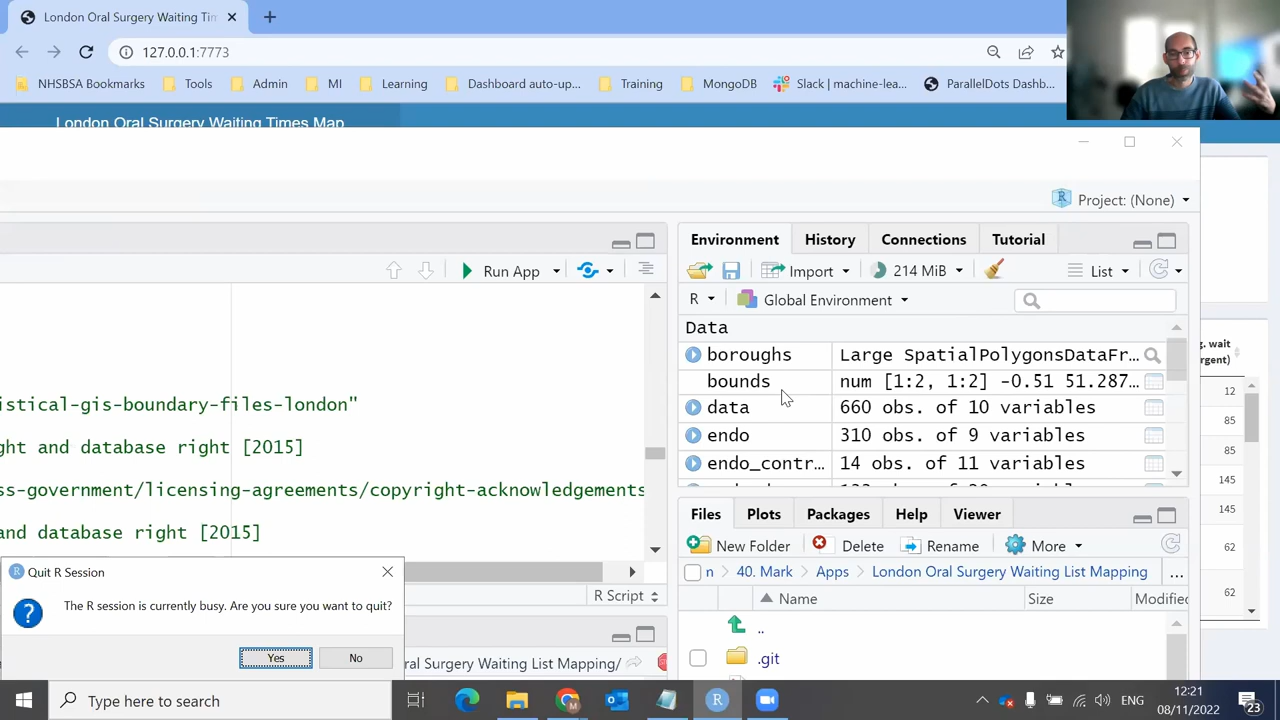 London Oral Surgery Waiting Tim
127.0.0.1:7773
NHSBSA Bookmarks Tools Admin MI Learning Dashboard auto-up... Training MongoDB Slack | machine-lea... ParallelDots Dashb...
London Oral Surgery Waiting Times Map
Project: (None)
Environment History Connections Tutorial
Run App Import 214 MiB List
R Global Environment
Data
boroughs Large SpatialPolygonsDataFr...
bounds num [1:2, 1:2] -0.51 51.287...
data 660 obs. of 10 variables
endo 310 obs. of 9 variables
endo_contr... 14 obs. of 11 variables
istical-gis-boundary-files-london"
ght and database right [2015]
ss-government/licensing-agreements/copyright-acknowledgements
and database right [2015]
R Script
Files Plots Packages Help Viewer
New Folder Delete Rename More
n 40. Mark Apps London Oral Surgery Waiting List Mapping ...
Name Size Modified
..
.git
g. wait
rgent)
12
85
85
145
145
62
62
Quit R Session
The R session is currently busy. Are you sure you want to quit?
Yes No
oral Surgery Waiting List Mapping/
Type here to search
ENG
12:21
08/11/2022
23